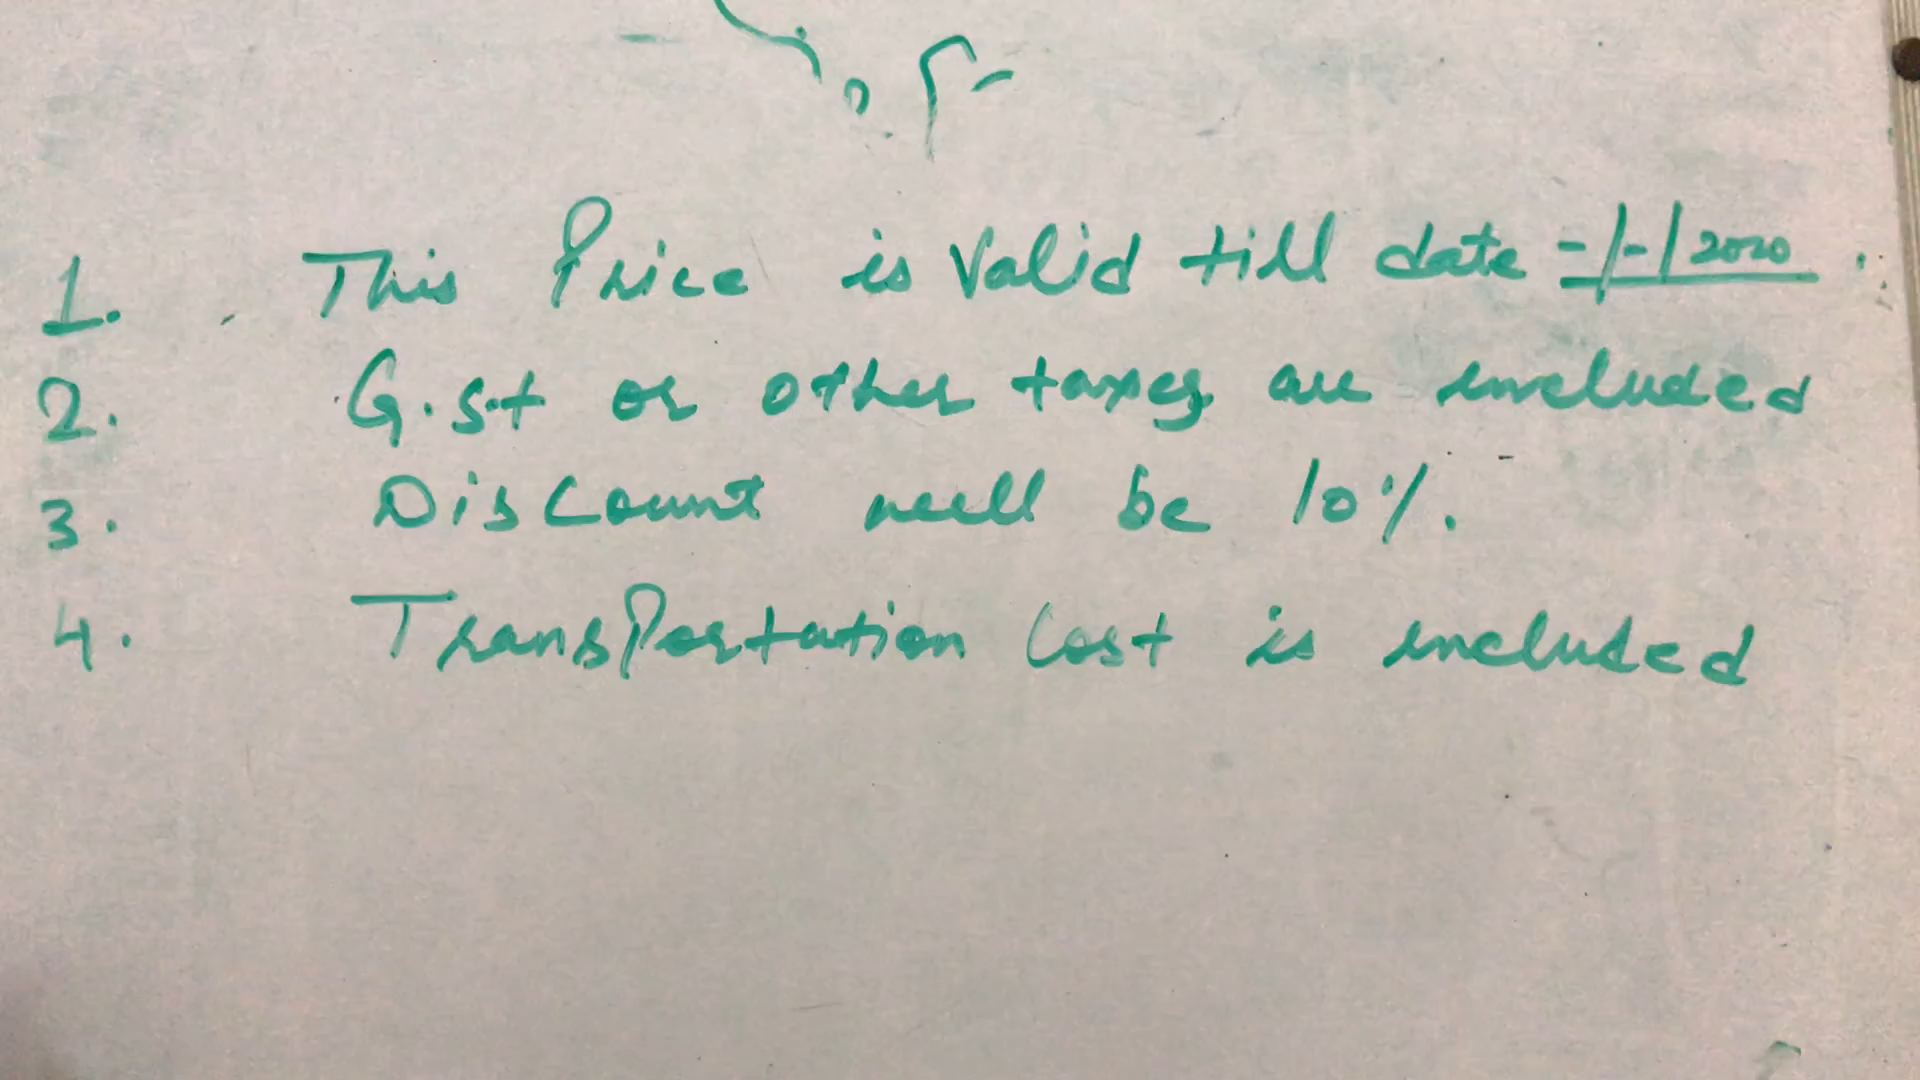 1. This Price is Valid till date -/-/2020.
2. G.S.t or other taxes are included
3. Discount will be 10%.
4. Transportation Cost is included